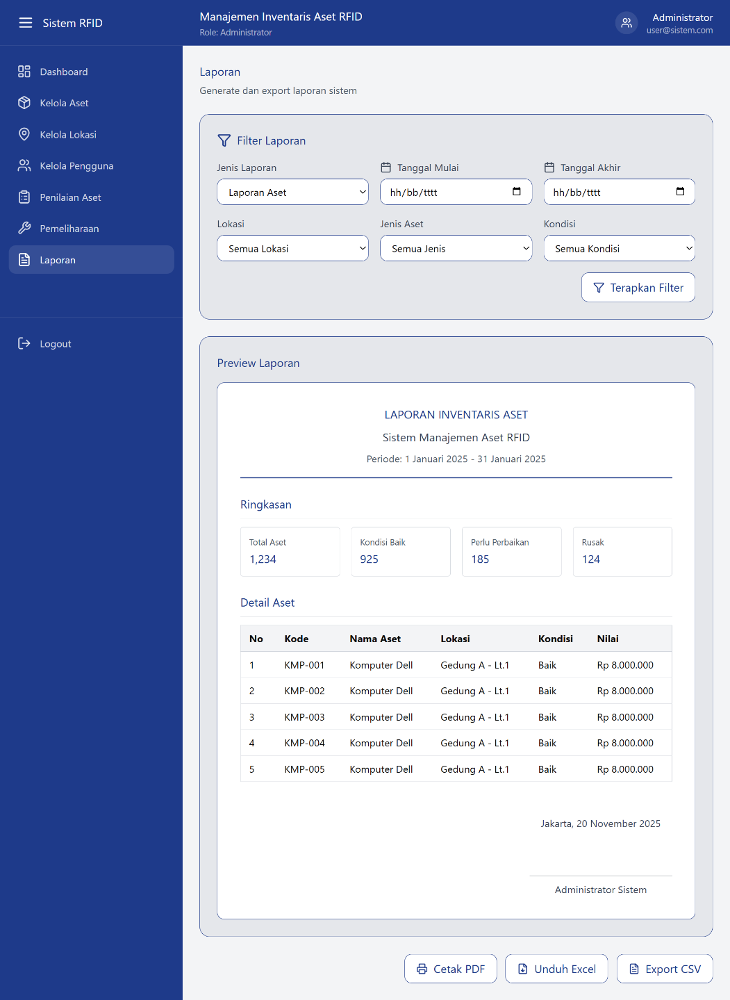 Sistem RFID
Manajemen Inventaris Aset RFID
Role: Administrator
Administrator
user@sistem.com
Dashboard
Kelola Aset
Kelola Lokasi
Kelola Pengguna
Penilaian Aset
Pemeliharaan
Laporan
Logout
Laporan
Generate dan export laporan sistem
Filter Laporan
Jenis Laporan Tanggal Mulai Tanggal Akhir
Laporan Aset hh/bb/tttt hh/bb/tttt
Lokasi Jenis Aset Kondisi
Semua Lokasi Semua Jenis Semua Kondisi
Terapkan Filter
Preview Laporan
LAPORAN INVENTARIS ASET
Sistem Manajemen Aset RFID
Periode: 1 Januari 2025 - 31 Januari 2025
Ringkasan
Total Aset Kondisi Baik Perlu Perbaikan Rusak
1,234 925 185 124
Detail Aset
No Kode Nama Aset Lokasi Kondisi Nilai
1 KMP-001 Komputer Dell Gedung A - Lt.1 Baik Rp 8.000.000
2 KMP-002 Komputer Dell Gedung A - Lt.1 Baik Rp 8.000.000
3 KMP-003 Komputer Dell Gedung A - Lt.1 Baik Rp 8.000.000
4 KMP-004 Komputer Dell Gedung A - Lt.1 Baik Rp 8.000.000
5 KMP-005 Komputer Dell Gedung A - Lt.1 Baik Rp 8.000.000
Jakarta, 20 November 2025
Administrator Sistem
Cetak PDF Unduh Excel Export CSV